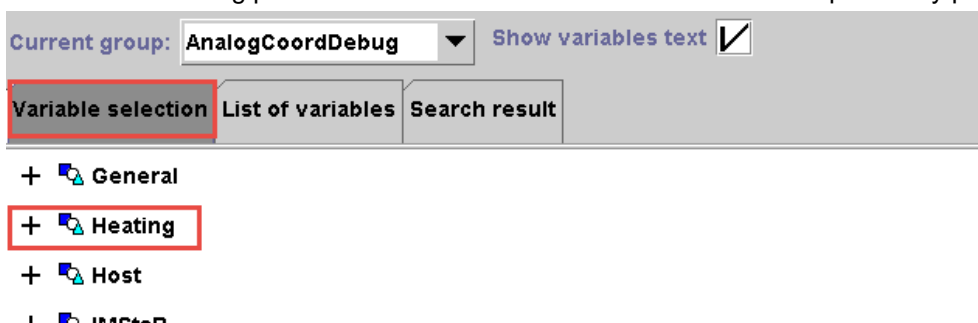 Current group: AnalogCoordDebug Show variables text
Variable selection List of variables Search result
+ General
+ Heating
+ Host